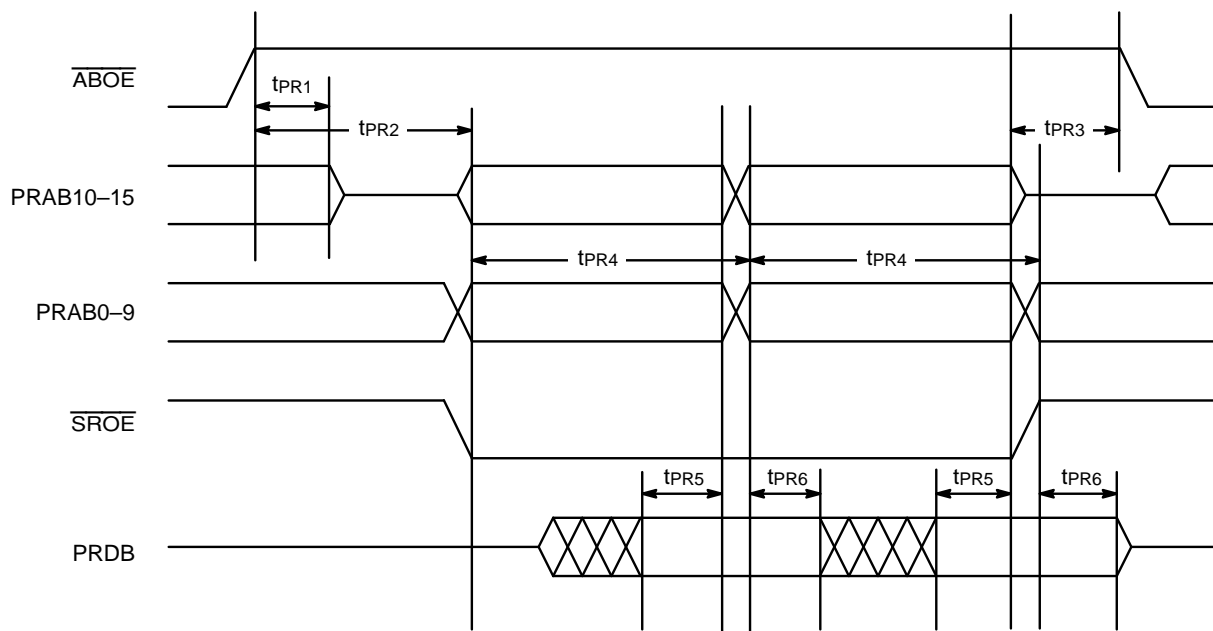 ABOE
tPR1
tPR2
tPR3
PRAB10–15
tPR4
tPR4
PRAB0–9
SROE
tPR5
tPR6
tPR5
tPR6
PRDB